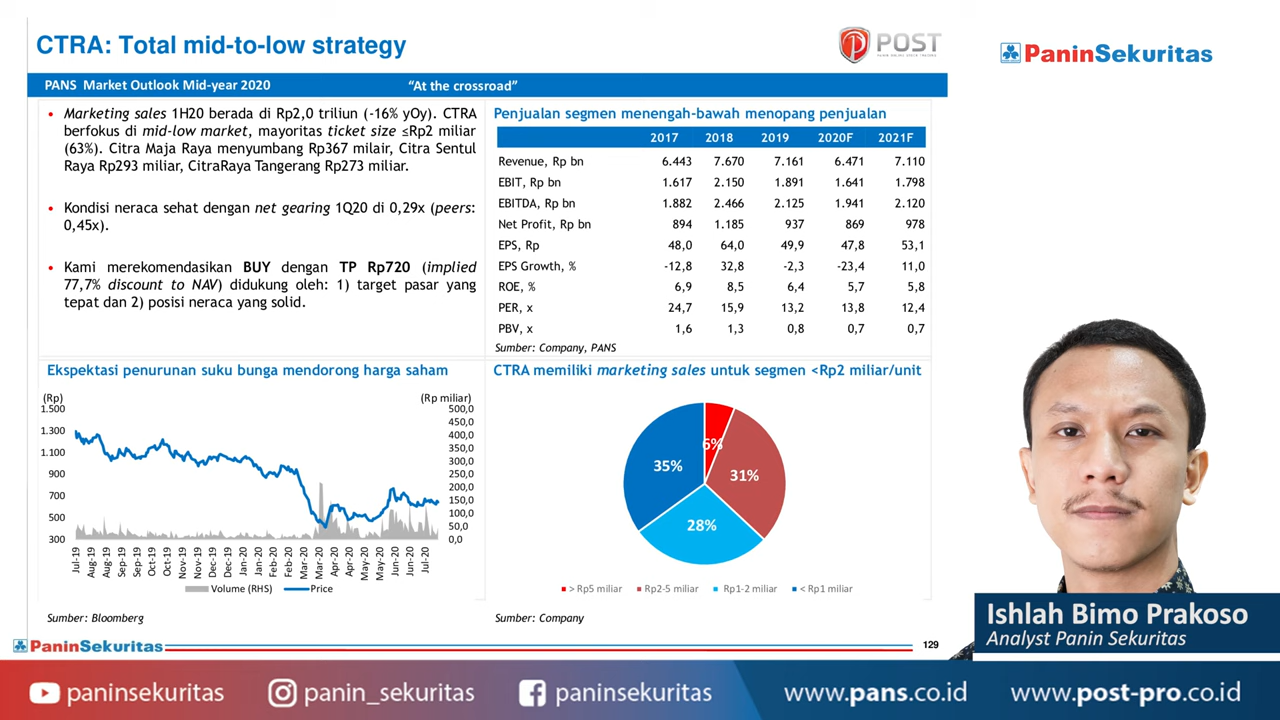 CTRA: Total mid-to-low strategy
POST
PaninSekuritas
PANS Market Outlook Mid-year 2020
“At the crossroad”
• Marketing sales 1H20 berada di Rp2,0 triliun (-16% yOy). CTRA
berfokus di mid-low market, mayoritas ticket size ≤Rp2 miliar
(63%). Citra Maja Raya menyumbang Rp367 milair, Citra Sentul
Raya Rp293 miliar, CitraRaya Tangerang Rp273 miliar.
• Kondisi neraca sehat dengan net gearing 1Q20 di 0,29x (peers:
0,45x).
• Kami merekomendasikan BUY dengan TP Rp720 (implied
77,7% discount to NAV) didukung oleh: 1) target pasar yang
tepat dan 2) posisi neraca yang solid.
Penjualan segmen menengah-bawah menopang penjualan
2017 2018 2019 2020F 2021F
Revenue, Rp bn 6.443 7.670 7.161 6.471 7.110
EBIT, Rp bn 1.617 2.150 1.891 1.641 1.798
EBITDA, Rp bn 1.882 2.466 2.125 1.941 2.120
Net Profit, Rp bn 894 1.185 937 869 978
EPS, Rp 48,0 64,0 49,9 47,8 53,1
EPS Growth, % -12,8 32,8 -2,3 -23,4 11,0
ROE, % 6,9 8,5 6,4 5,7 5,8
PER, x 24,7 15,9 13,2 13,8 12,4
PBV, x 1,6 1,3 0,8 0,7 0,7
Sumber: Company, PANS
Ekspektasi penurunan suku bunga mendorong harga saham
(Rp) (Rp miliar)
1.500
1.300
1.100
900
700
500
300
500,0
450,0
400,0
350,0
300,0
250,0
200,0
150,0
100,0
50,0
0,0
Jul-19 Aug-19 Aug-19 Sep-19 Sep-19 Oct-19 Oct-19 Nov-19 Nov-19 Dec-19 Dec-19 Jan-20 Jan-20 Feb-20 Feb-20 Mar-20 Mar-20 Apr-20 Apr-20 May-20 May-20 Jun-20 Jun-20 Jul-20
Volume (RHS) Price
Sumber: Bloomberg
CTRA memiliki marketing sales untuk segmen <Rp2 miliar/unit
6%
31%
28%
35%
> Rp5 miliar Rp2-5 miliar Rp1-2 miliar < Rp1 miliar
Sumber: Company
PaninSekuritas
129
Ishlah Bimo Prakoso
Analyst Panin Sekuritas
paninsekuritas panin_sekuritas paninsekuritas www.pans.co.id www.post-pro.co.id